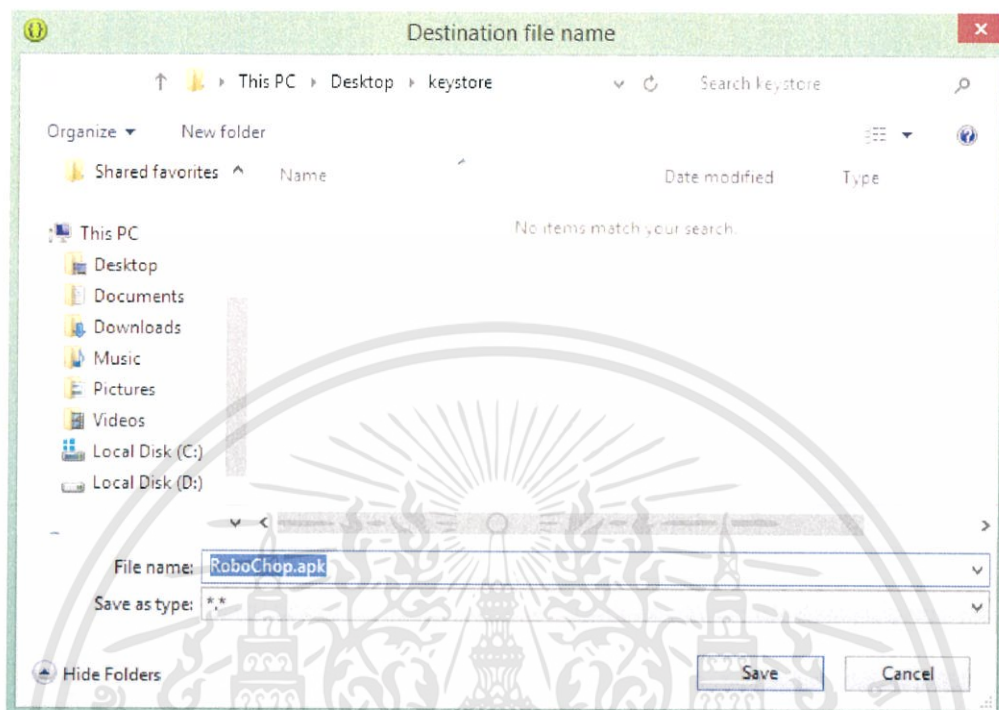 Destination file name
This PC Desktop keystore Search keystore
Organize New folder
Shared favorites Name Date modified Type
No items match your search.
This PC
Desktop
Documents
Downloads
Music
Pictures
Videos
Local Disk (C:)
Local Disk (D:)
File name: RoboChop.apk
Save as type: *.*
Hide Folders Save Cancel